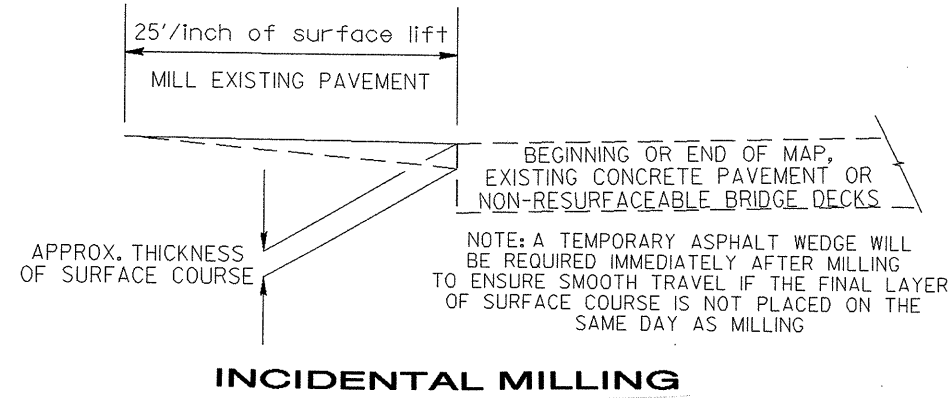 25'/inch of surface lift
MILL EXISTING PAVEMENT
BEGINNING OR END OF MAP,
EXISTING CONCRETE PAVEMENT OR
NON-RESURFACEABLE BRIDGE DECKS
APPROX. THICKNESS
OF SURFACE COURSE
NOTE: A TEMPORARY ASPHALT WEDGE WILL
BE REQUIRED IMMEDIATELY AFTER MILLING
TO ENSURE SMOOTH TRAVEL IF THE FINAL LAYER
OF SURFACE COURSE IS NOT PLACED ON THE
SAME DAY AS MILLING
INCIDENTAL MILLING